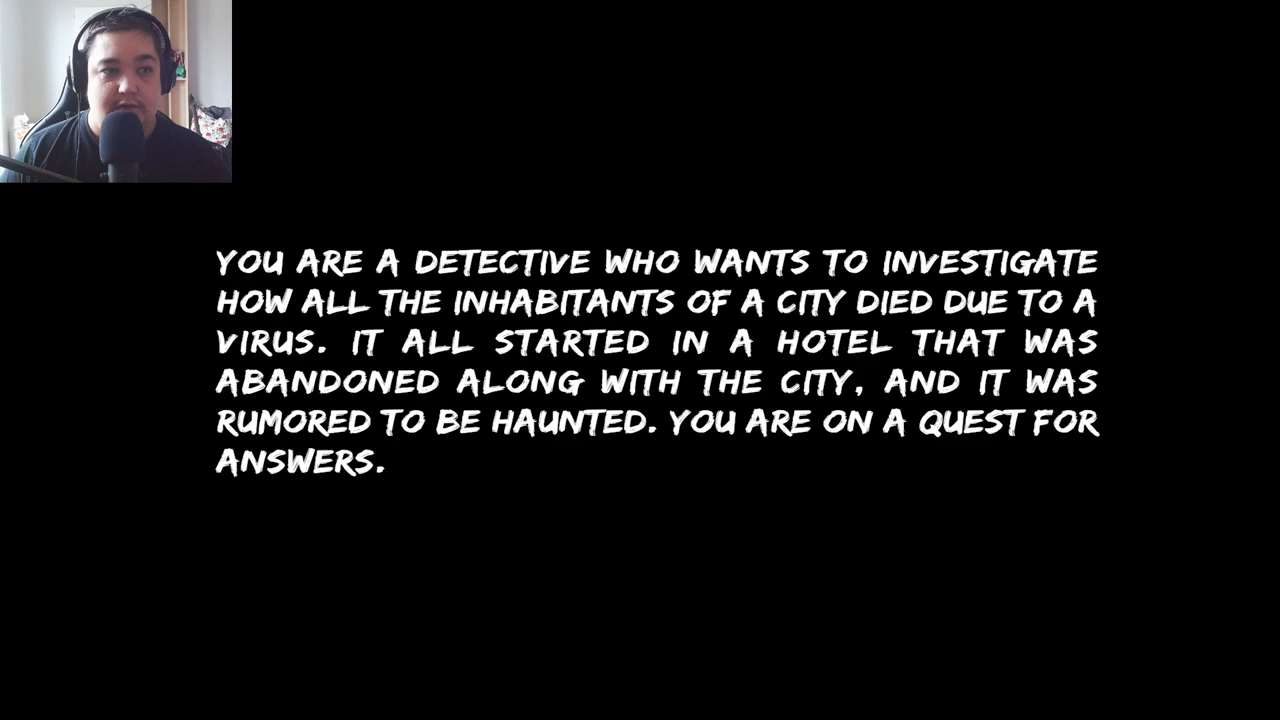 YOU ARE A DETECTIVE WHO WANTS TO INVESTIGATE
HOW ALL THE INHABITANTS OF A CITY DIED DUE TO A
VIRUS. IT ALL STARTED IN A HOTEL THAT WAS
ABANDONED ALONG WITH THE CITY, AND IT WAS
RUMORED TO BE HAUNTED. YOU ARE ON A QUEST FOR
ANSWERS.